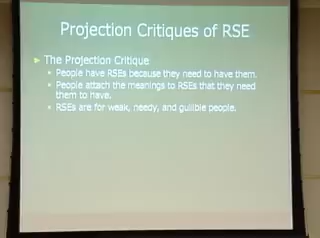 Projection Critiques of RSE
The Projection Critique
People have RSEs because they need to have them.
People attach the meanings to RSEs that they need
them to have.
RSEs are for weak, needy, and gullible people.